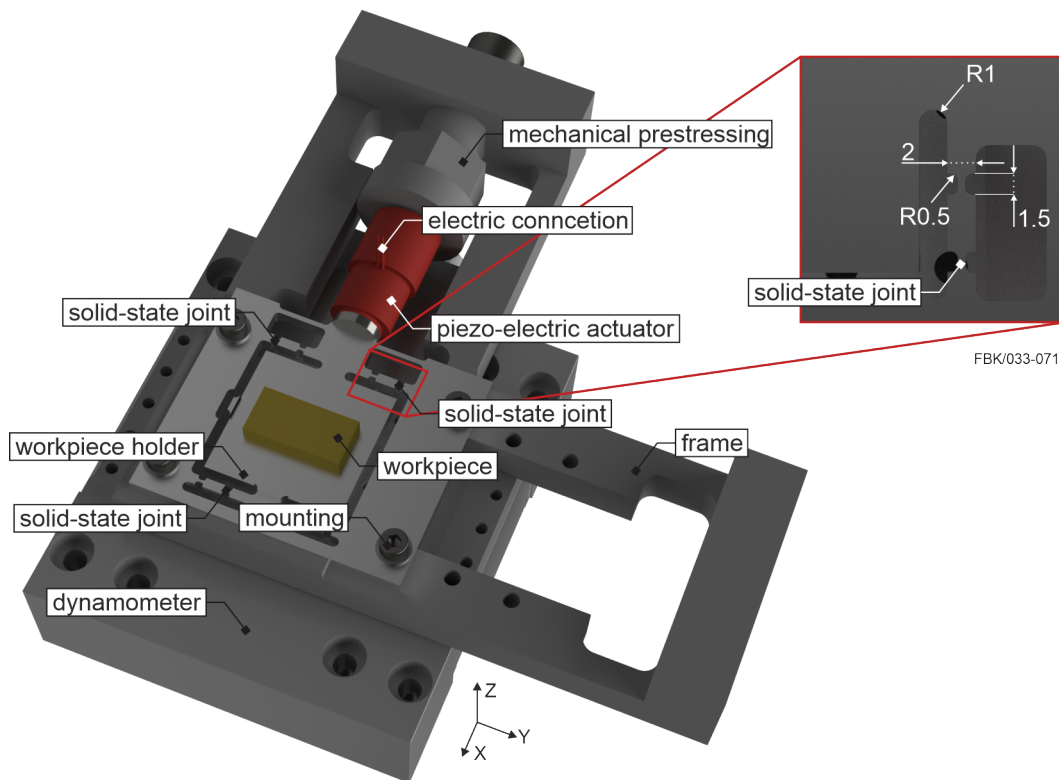 R1
mechanical prestressing
2
R0.5
1.5
electric conncetion
solid-state joint
solid-state joint
piezo-electric actuator
FBK/033-071
solid-state joint
frame
workpiece holder
workpiece
solid-state joint
mounting
dynamometer
Z
Y
X